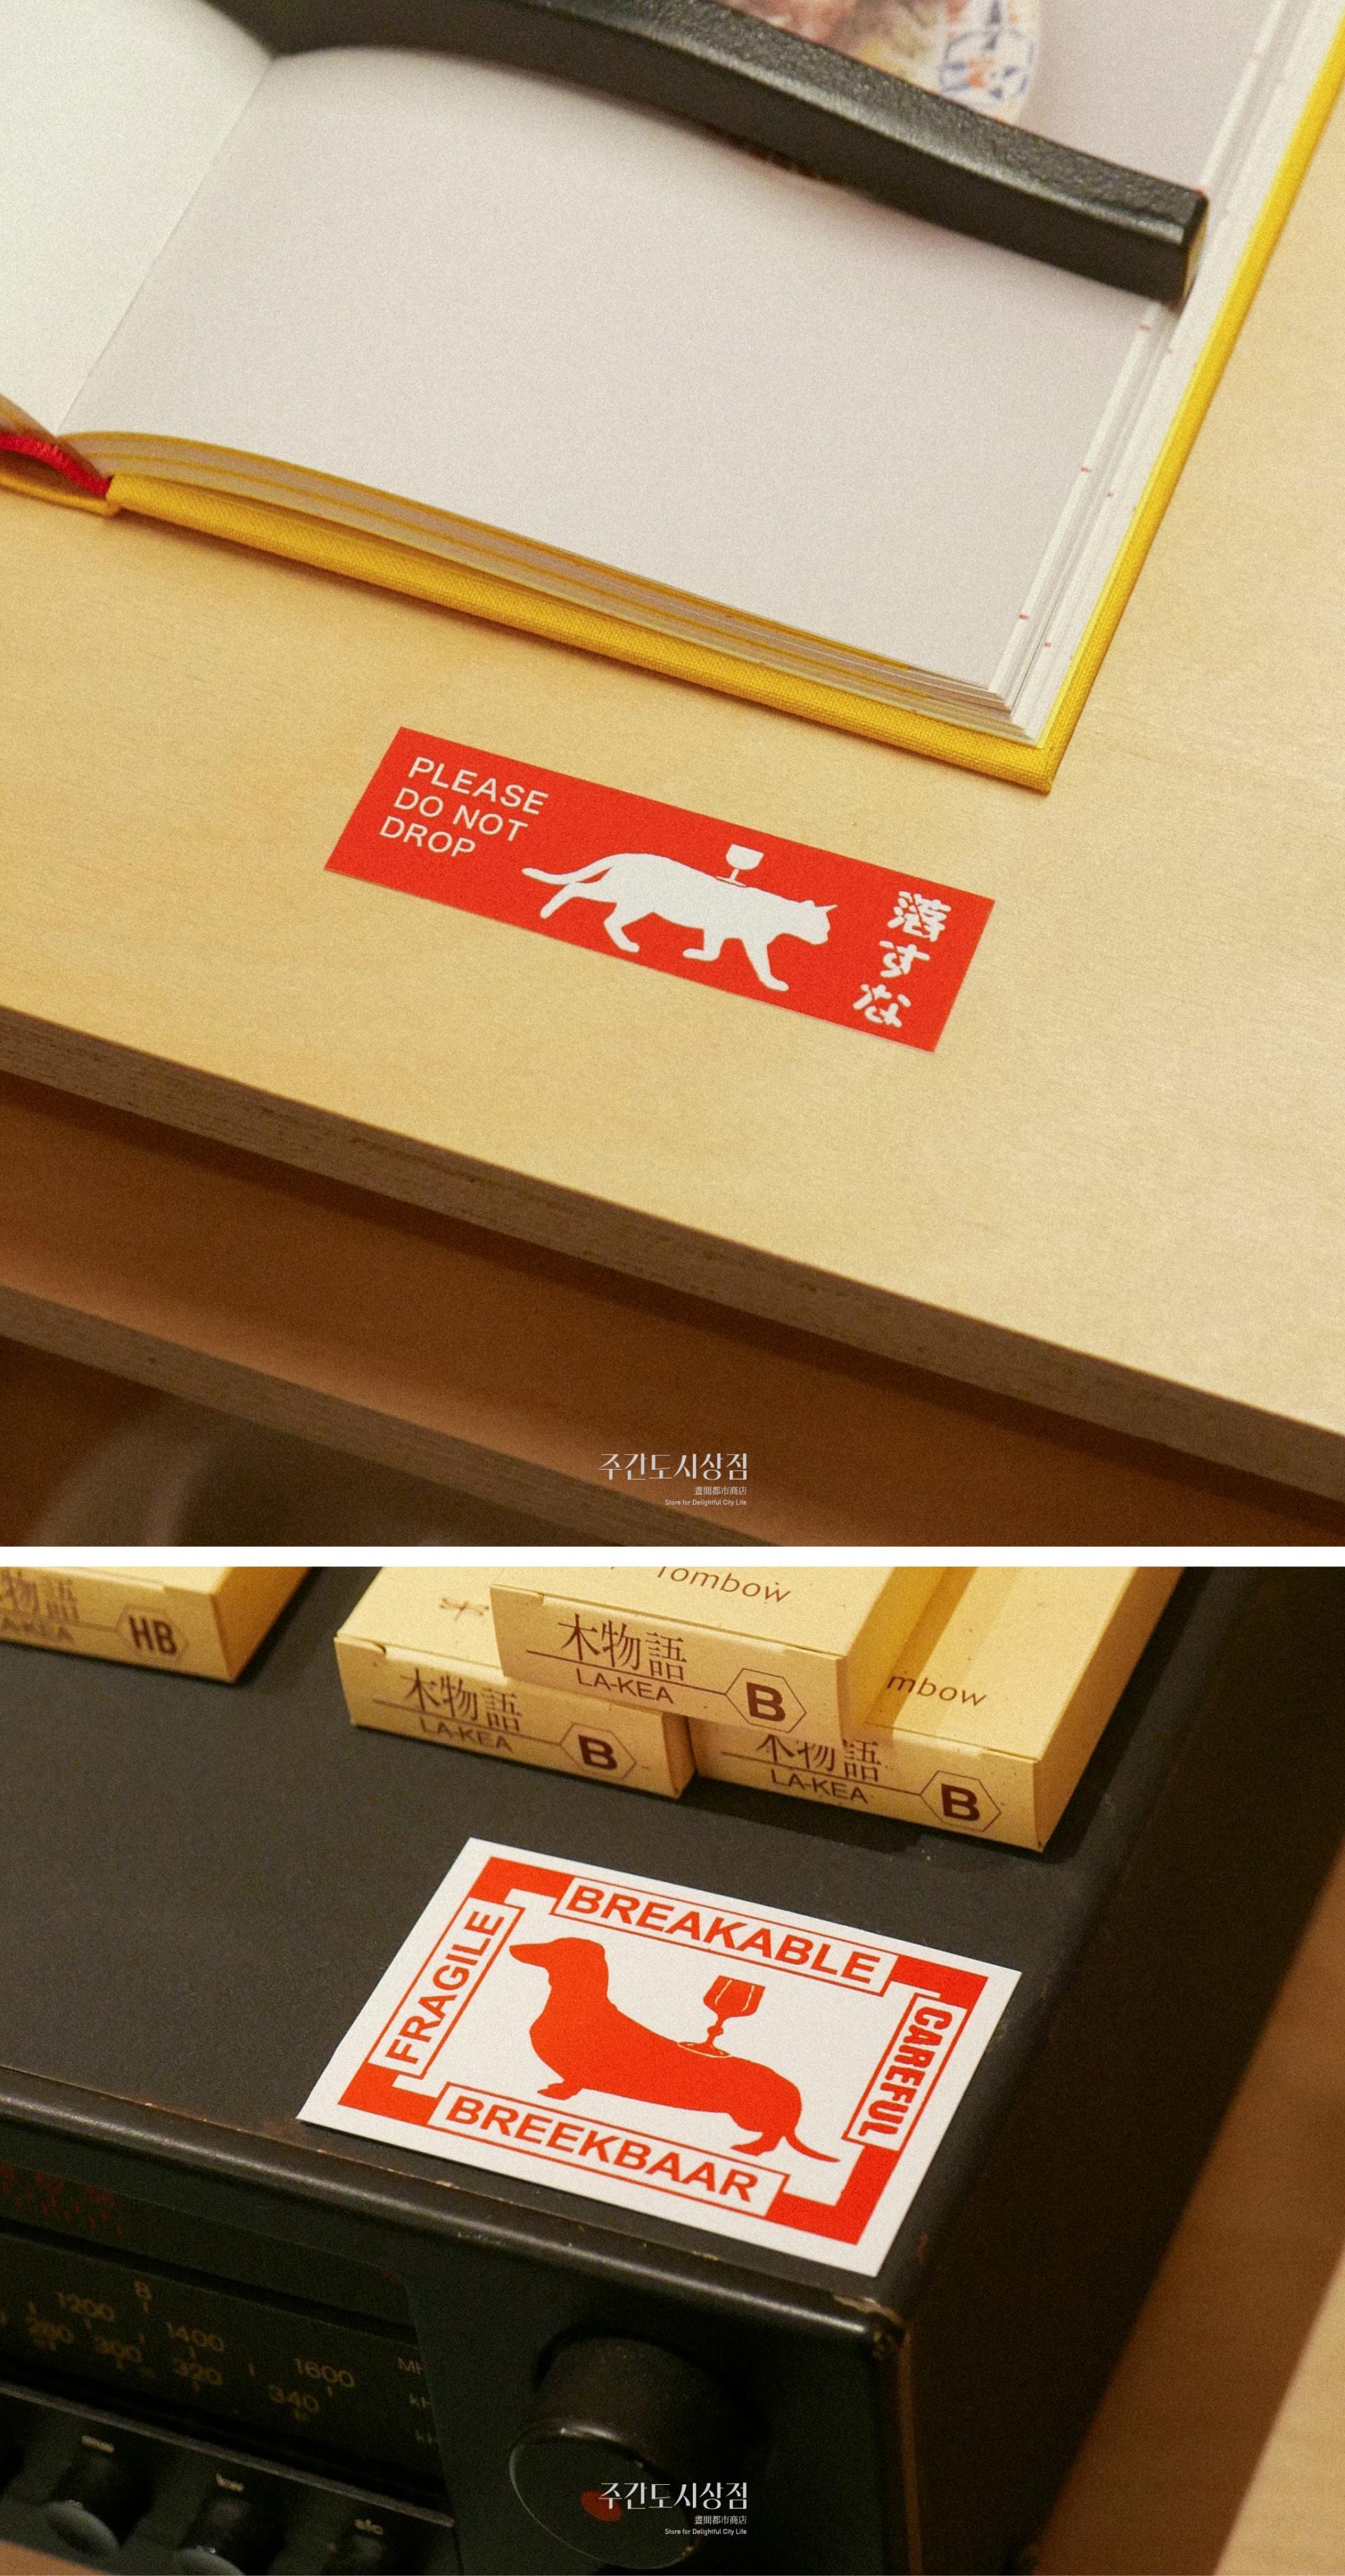 PLEASE
DO NOT
DROP
落すな
주간도시상점
晝間都市商店
Store for Delightful City Life
物語
LA-KEA
HB
Tombow
木物語
LA-KEA
B
木物語
LA-KEA
B
mbow
木物語
LA-KEA
B
BREAKABLE
FRAGILE
CAREFUL
BREEKBAAR
8
1200
1400
1600
280
300
320
340
주간도시상점
晝間都市商店
Store for Delightful City Life